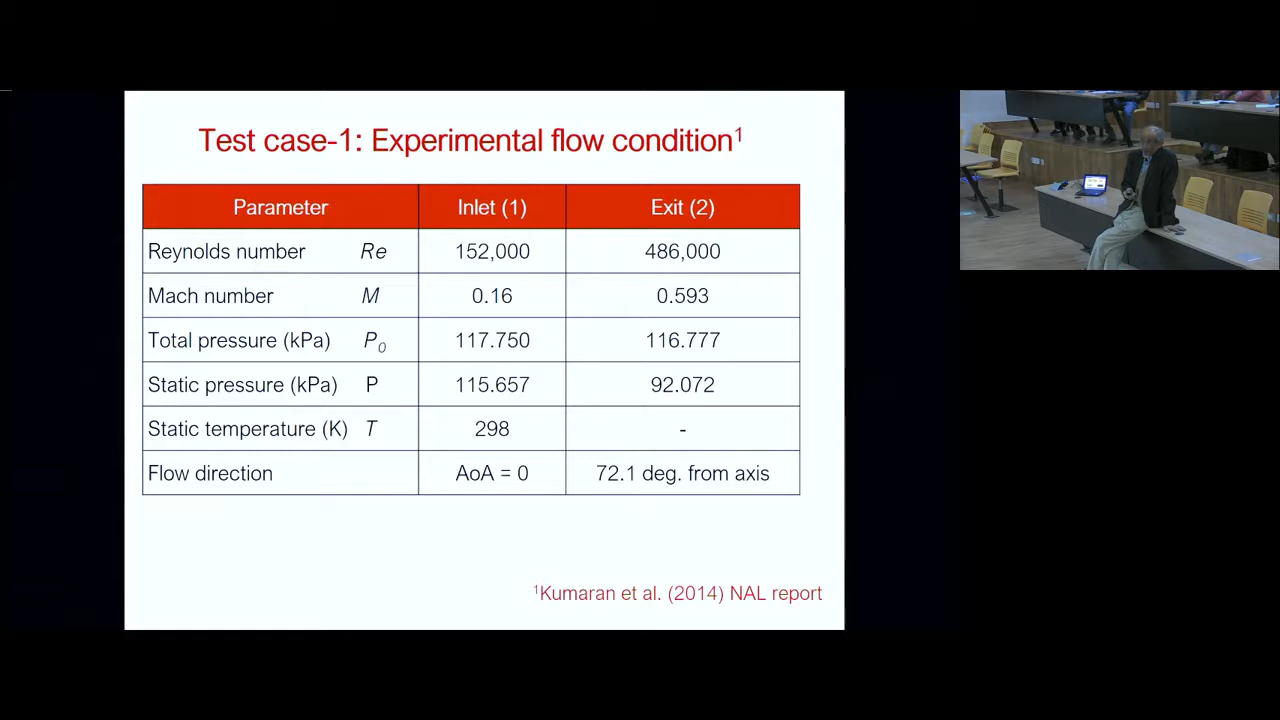 Test case-1: Experimental flow condition¹
Parameter Inlet (1) Exit (2)
Reynolds number Re 152,000 486,000
Mach number M 0.16 0.593
Total pressure (kPa) P₀ 117.750 116.777
Static pressure (kPa) P 115.657 92.072
Static temperature (K) T 298 -
Flow direction AoA = 0 72.1 deg. from axis
¹Kumaran et al. (2014) NAL report